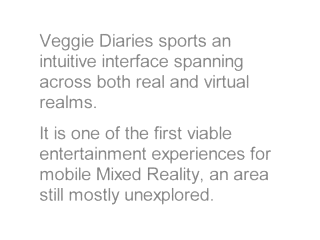 Veggie Diaries sports an
intuitive interface spanning
across both real and virtual
realms.
It is one of the first viable
entertainment experiences for
mobile Mixed Reality, an area
still mostly unexplored.